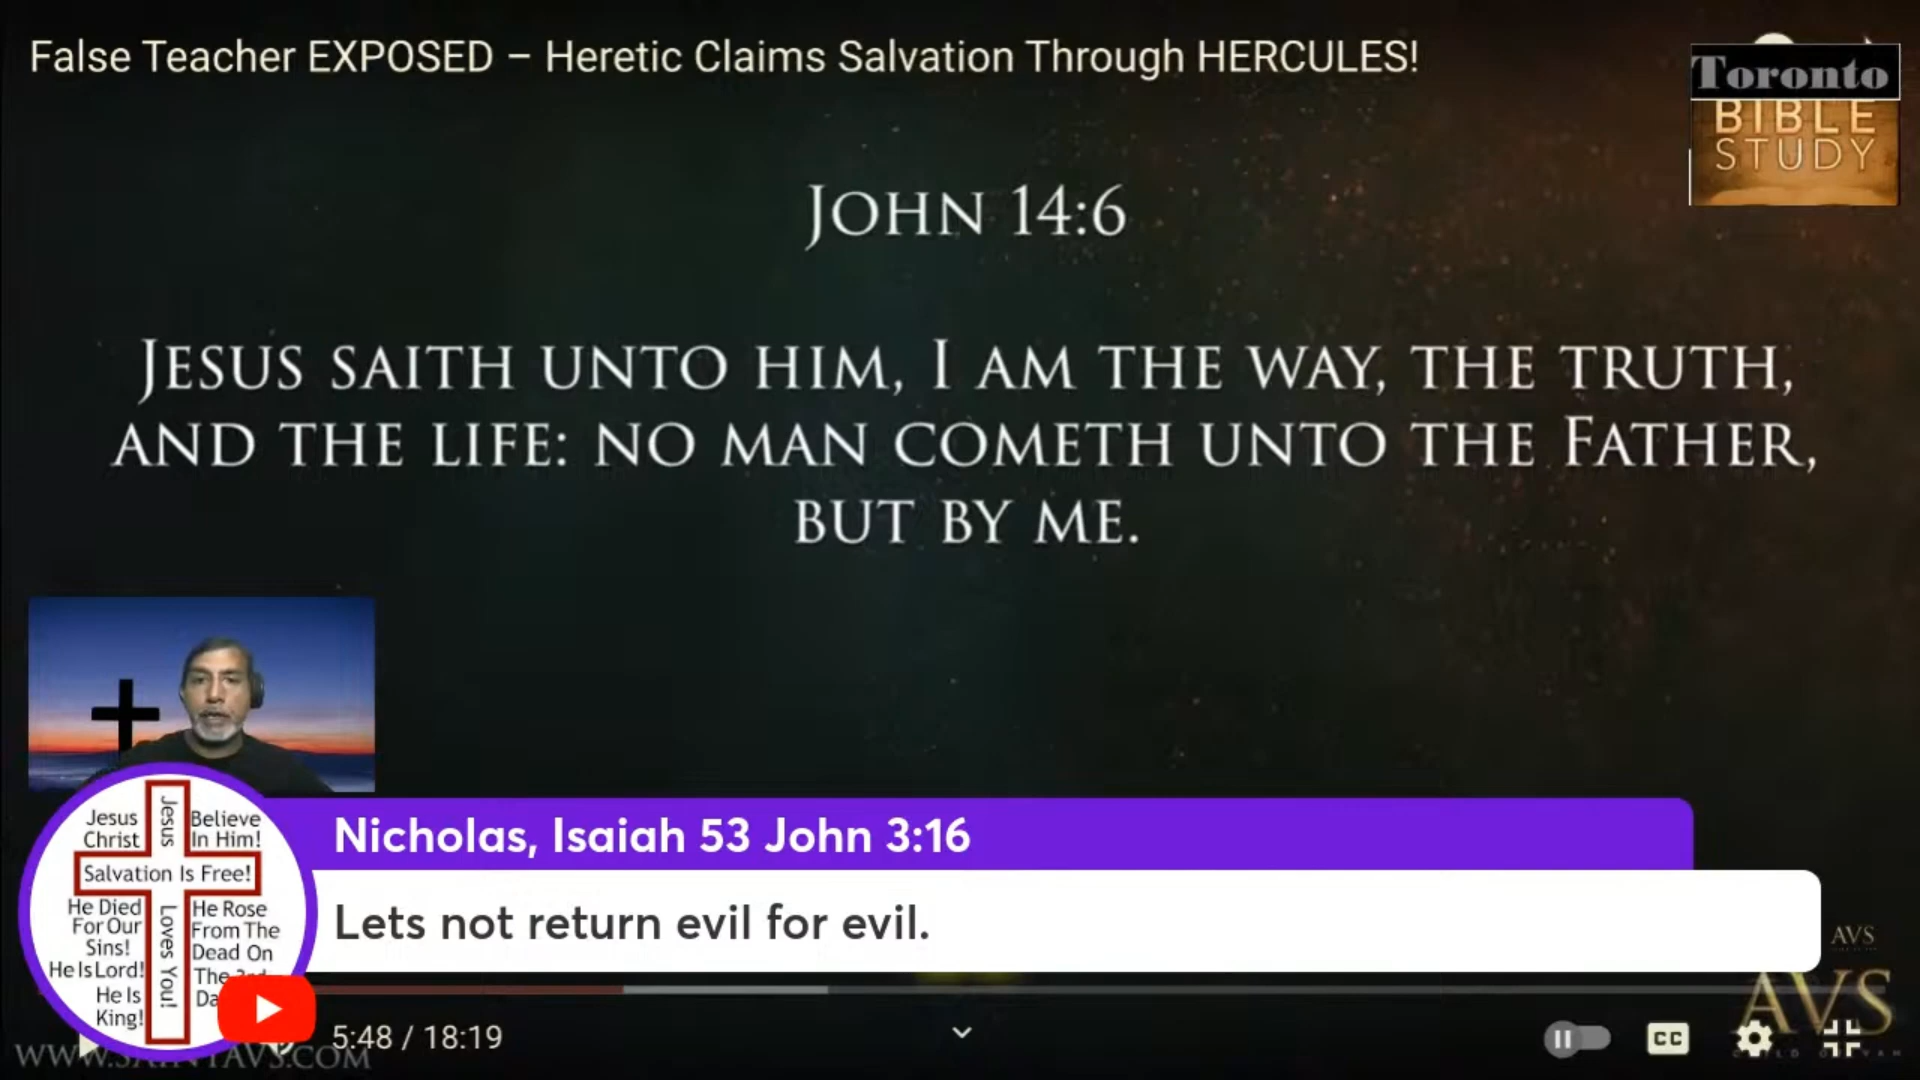 False Teacher EXPOSED – Heretic Claims Salvation Through HERCULES!
Toronto
BIBLE
STUDY
JOHN 14:6
JESUS SAITH UNTO HIM, I AM THE WAY, THE TRUTH,
AND THE LIFE: NO MAN COMETH UNTO THE FATHER,
BUT BY ME.
Jesus
Christ
Jesus
Believe
In Him!
Salvation Is Free!
He Died
For Our
Sins!
He Is Lord!
He Is
King!
Loves You!
He Rose
From The
Dead On
The 3rd
Nicholas, Isaiah 53 John 3:16
Lets not return evil for evil.
AVS
AVS
5:48 / 18:19
CC